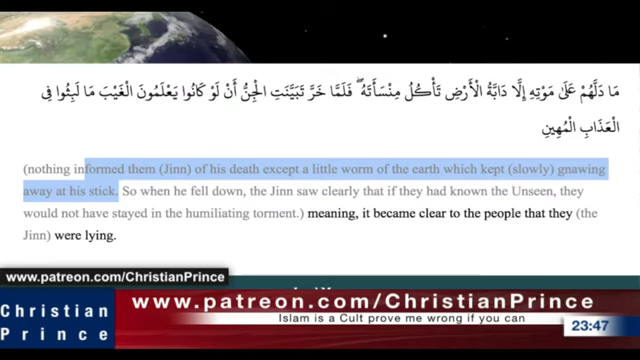 مَا دَلَّهُمْ عَلَىٰ مَوْتِهِ إِلَّا دَابَّةُ الْأَرْضِ تَأْكُلُ مِنْسَأَتَهُ ۖ فَلَمَّا خَرَّ تَبَيَّنَتِ الْجِنُّ أَنْ لَوْ كَانُوا يَعْلَمُونَ الْغَيْبَ مَا لَبِثُوا فِى
الْعَذَابِ الْمُهِينِ
(nothing informed them (Jinn) of his death except a little worm of the earth which kept (slowly) gnawing
away at his stick. So when he fell down, the Jinn saw clearly that if they had known the Unseen, they
would not have stayed in the humiliating torment.) meaning, it became clear to the people that they (the
Jinn) were lying.
www.patreon.com/ChristianPrince
www.patreon.com/ChristianPrince
Christian
Prince
Islam is a Cult prove me wrong if you can
23:47